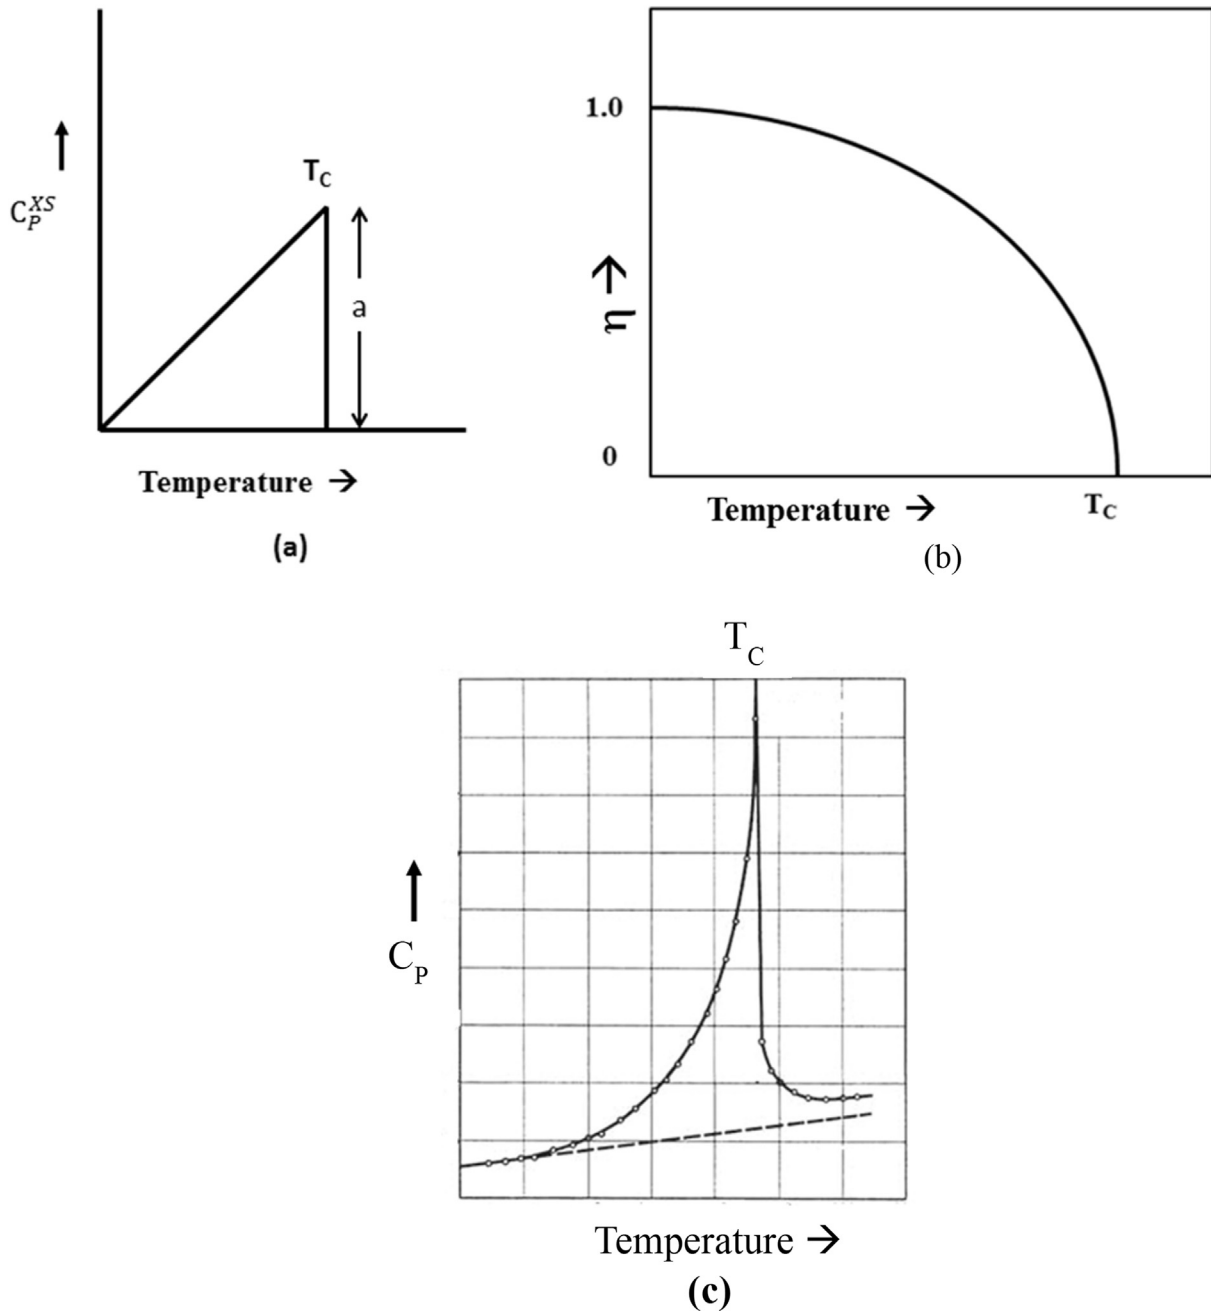 T_C
C_P^{XS}
a
Temperature →
(a)
1.0
η
0
Temperature →
T_C
(b)
T_C
C_P
Temperature →
(c)